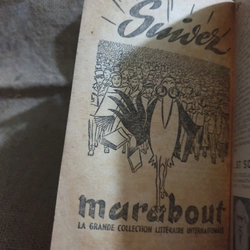 Suivez
marabout
LA GRANDE COLLECTION LITTÉRAIRE INTERNATIONALE